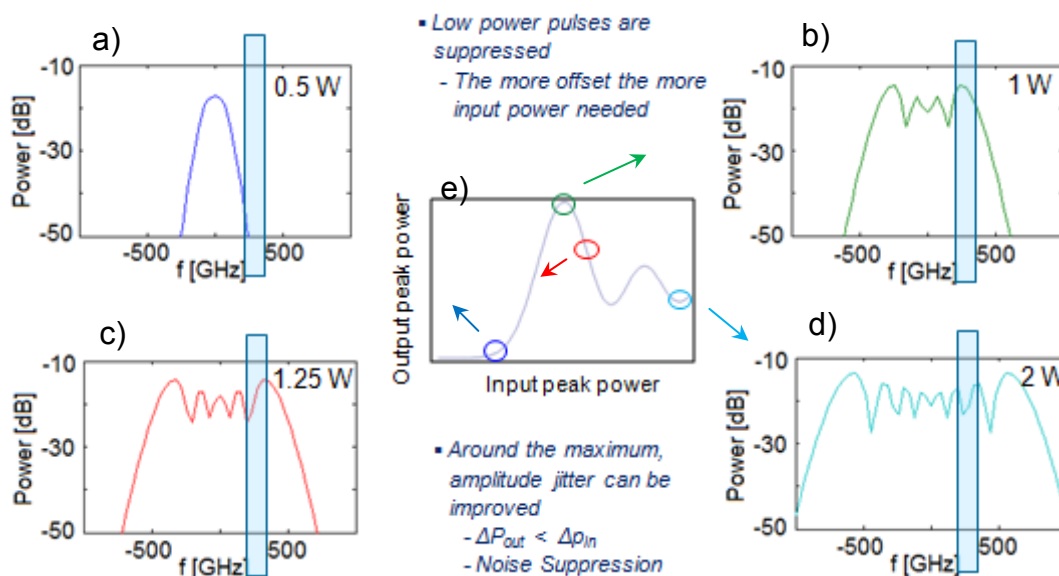 a)
-10
0.5 W
-30
-50
Power [dB]
-500
500
f [GHz]
▪ Low power pulses are
suppressed
- The more offset the more
input power needed
b)
-10
1 W
-30
-50
Power [dB]
-500
500
f [GHz]
e)
Output peak power
Input peak power
c)
-10
1.25 W
-30
-50
Power [dB]
-500
500
f [GHz]
▪ Around the maximum,
amplitude jitter can be
improved
- ΔPout < Δpin
- Noise Suppression
d)
-10
2 W
-30
-50
Power [dB]
-500
500
f [GHz]